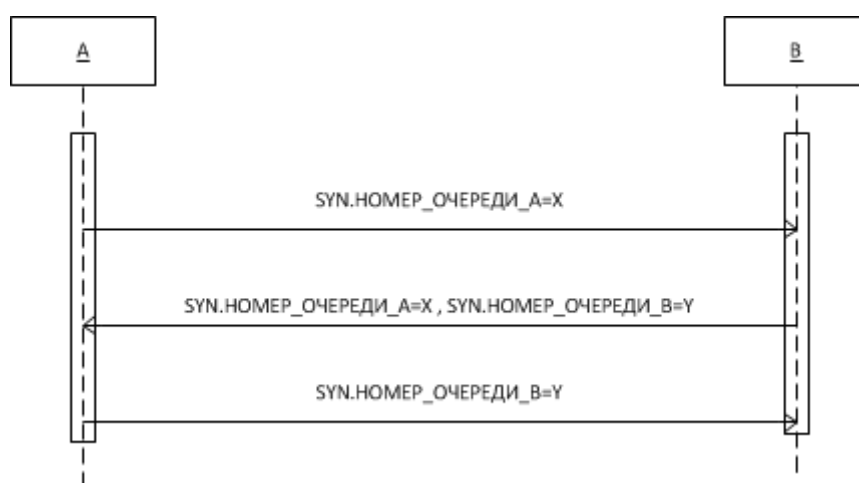 A
B
SYN.НОМЕР_ОЧЕРЕДИ_A=X
SYN.НОМЕР_ОЧЕРЕДИ_A=X , SYN.НОМЕР_ОЧЕРЕДИ_B=Y
SYN.НОМЕР_ОЧЕРЕДИ_B=Y